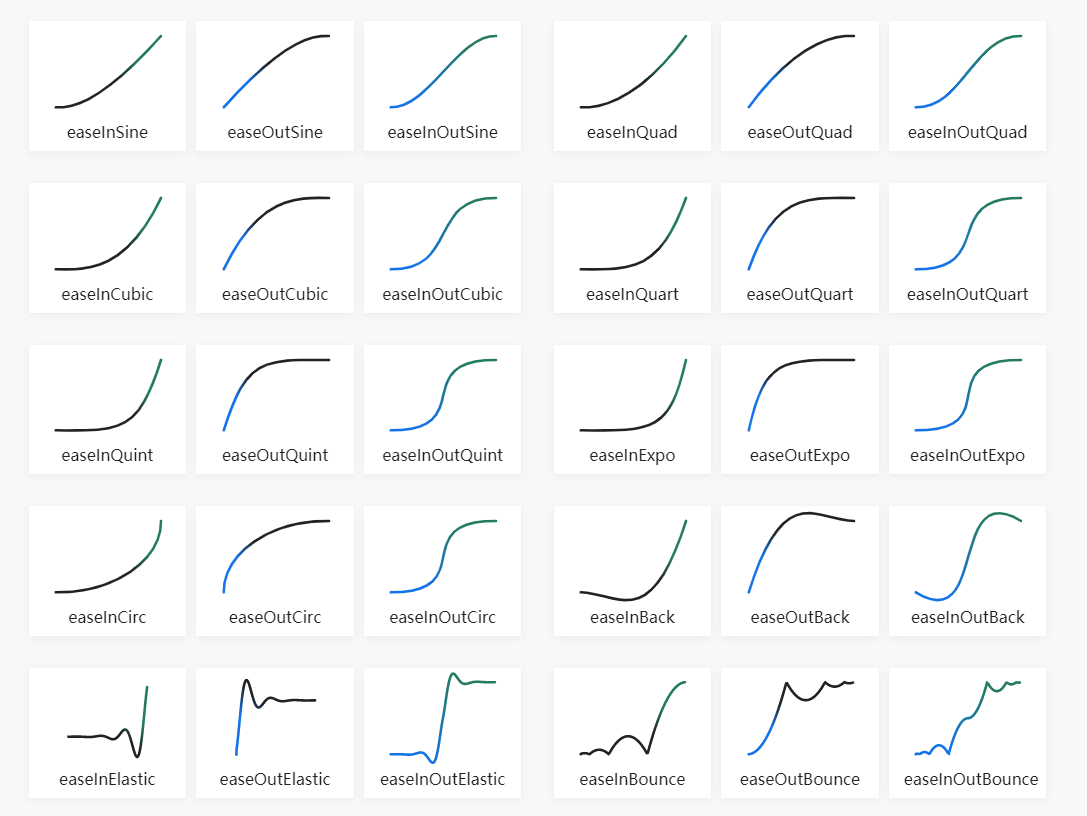 easeInSine
easeOutSine
easeInOutSine
easeInQuad
easeOutQuad
easeInOutQuad
easeInCubic
easeOutCubic
easeInOutCubic
easeInQuart
easeOutQuart
easeInOutQuart
easeInQuint
easeOutQuint
easeInOutQuint
easeInExpo
easeOutExpo
easeInOutExpo
easeInCirc
easeOutCirc
easeInOutCirc
easeInBack
easeOutBack
easeInOutBack
easeInElastic
easeOutElastic
easeInOutElastic
easeInBounce
easeOutBounce
easeInOutBounce